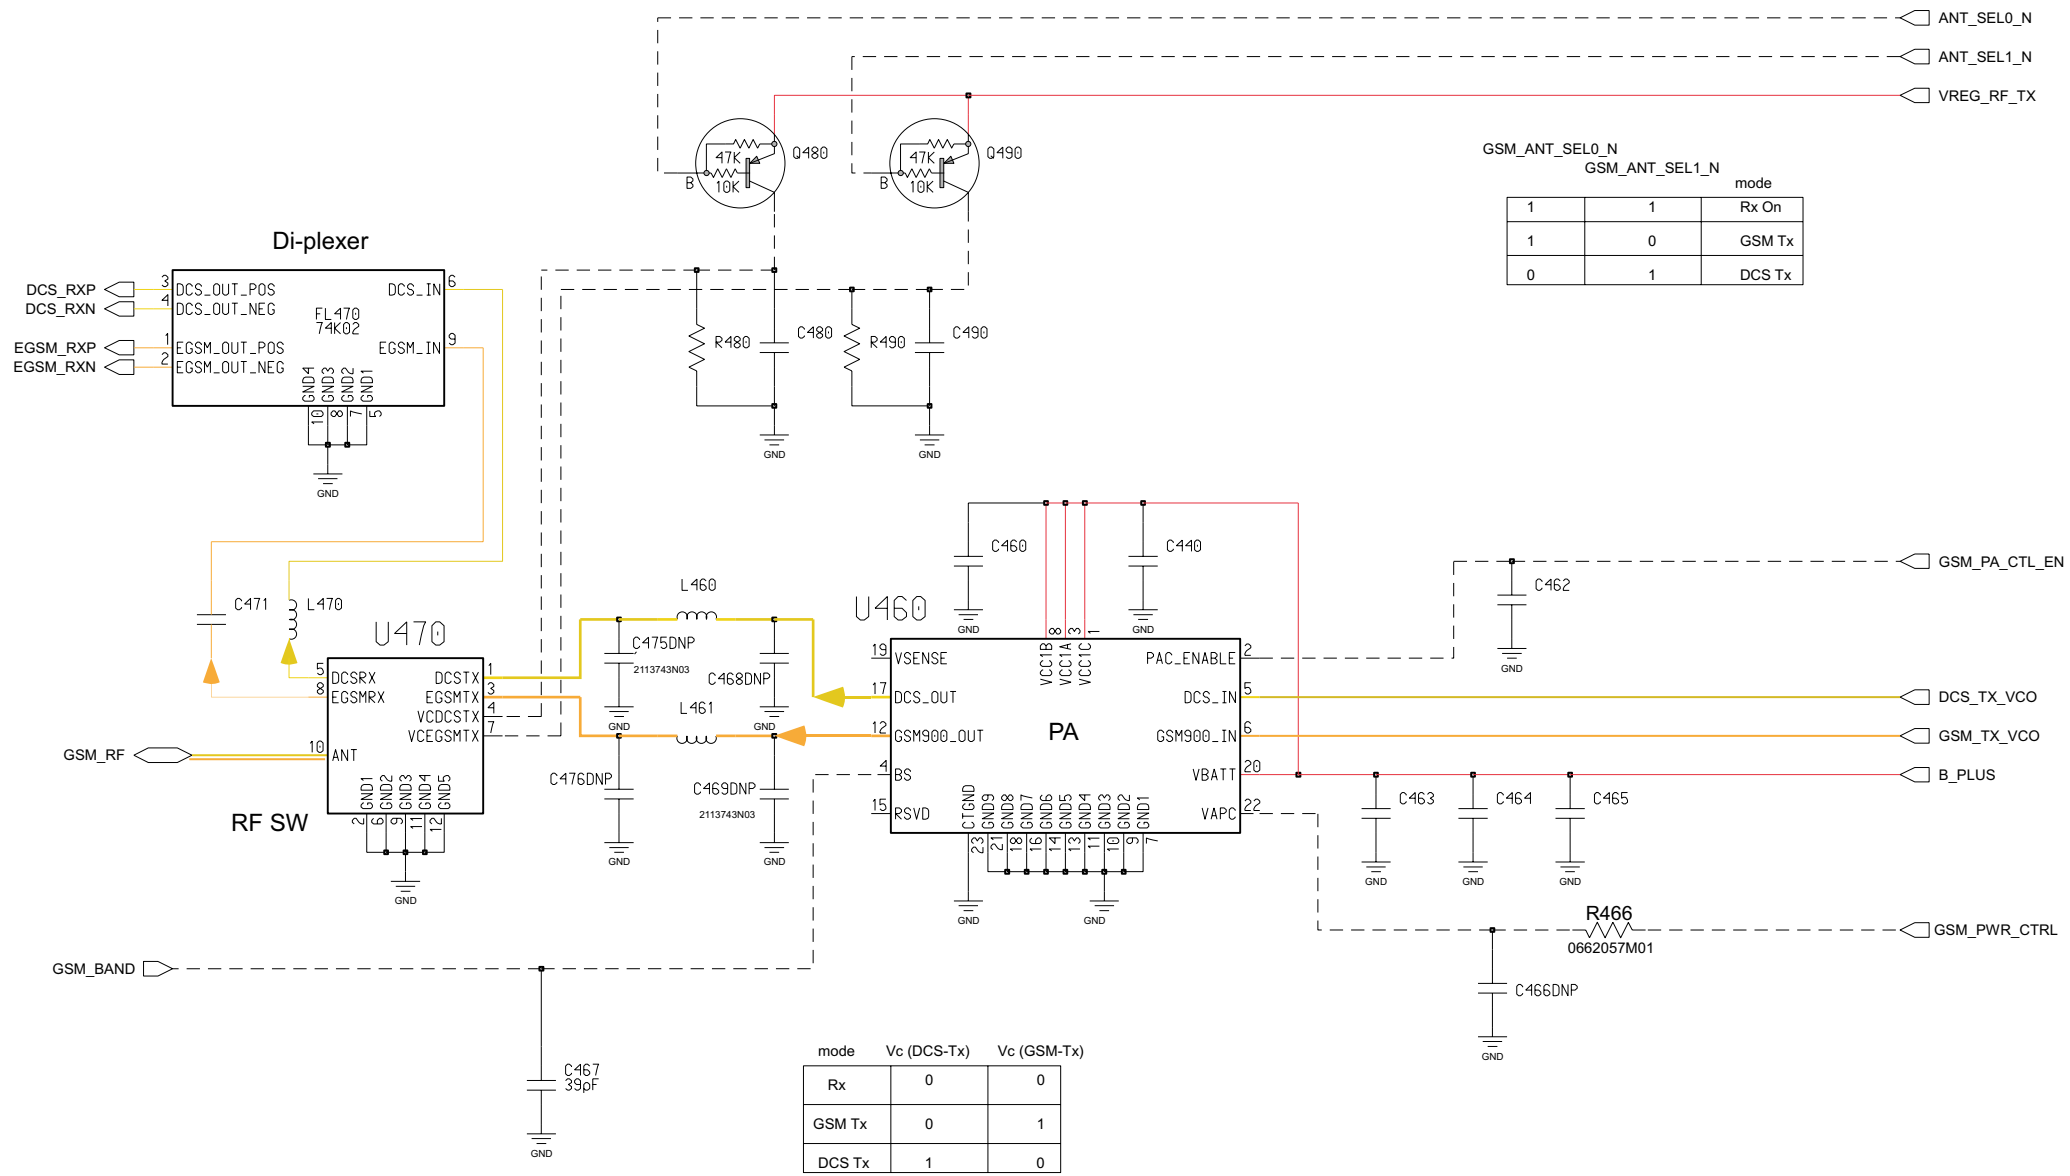 ANT_SEL0_N
ANT_SEL1_N
VREG_RF_TX
Q480
47K
10K
B
Q490
47K
10K
B
GSM_ANT_SEL0_N
GSM_ANT_SEL1_N
mode
1 1 Rx On
1 0 GSM Tx
0 1 DCS Tx
Di-plexer
DCS_RXP 3 DCS_OUT_POS
DCS_RXN 4 DCS_OUT_NEG
EGSM_RXP 1 EGSM_OUT_POS
EGSM_RXN 2 EGSM_OUT_NEG
FL470
74K02
DCS_IN 6
EGSM_IN 9
GND4 GND3 GND2 GND1
10 8 7 5
GND
R480
C480
R490
C490
GND
GND
C471
L470
U470
5 DCSRX
8 EGSMRX
DCSTX 1
EGSMTX 3
VCDCSTX 4
VCEGSMTX 7
GSM_RF
10 ANT
GND1 GND2 GND3 GND4 GND5
2 6 9 11 12
RF SW
GND
L460
C475DNP
2113743N03
C468DNP
GND
GND
L461
C476DNP
C469DNP
2113743N03
GND
GND
C460
GND
C440
GND
U460
8 3 1
VCC1B VCC1A VCC1C
19 VSENSE
17 DCS_OUT
12 GSM900_OUT
4 BS
15 RSVD
PA
PAC_ENABLE 2
DCS_IN 5
GSM900_IN 6
VBATT 20
VAPC 22
CTGND GND9 GND8 GND7 GND6 GND5 GND4 GND3 GND2 GND1
23 21 18 16 14 13 11 10 9 7
GND
GND
GSM_PA_CTL_EN
C462
GND
DCS_TX_VCO
GSM_TX_VCO
B_PLUS
C463
C464
C465
GND
GND
GND
R466
0662057M01
GSM_PWR_CTRL
C466DNP
GND
GSM_BAND
C467
39pF
GND
mode Vc (DCS-Tx) Vc (GSM-Tx)
Rx 0 0
GSM Tx 0 1
DCS Tx 1 0